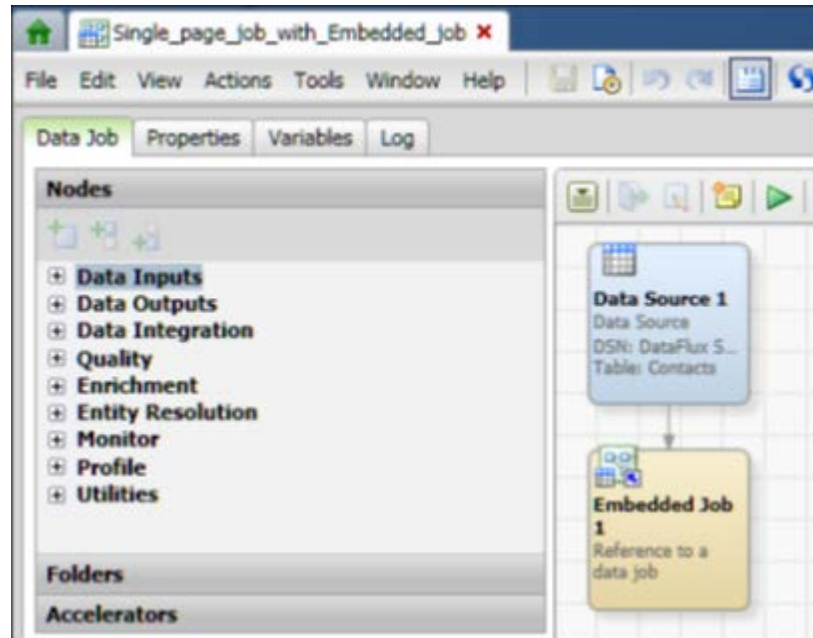 Single_page_job_with_Embedded_job
File Edit View Actions Tools Window Help
Data Job Properties Variables Log
Nodes
Data Inputs
Data Outputs
Data Integration
Quality
Enrichment
Entity Resolution
Monitor
Profile
Utilities
Folders
Accelerators
Data Source 1
Data Source
DSN: DataFlux S...
Table: Contacts
Embedded Job
1
Reference to a
data job